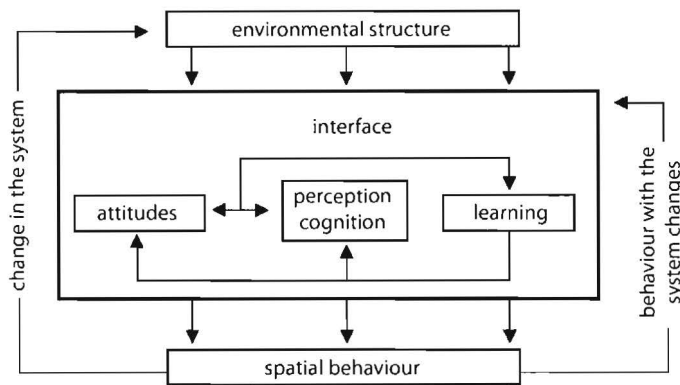 environmental structure
interface
attitudes
perception
cognition
learning
spatial behaviour
change in the system
behaviour with the
system changes